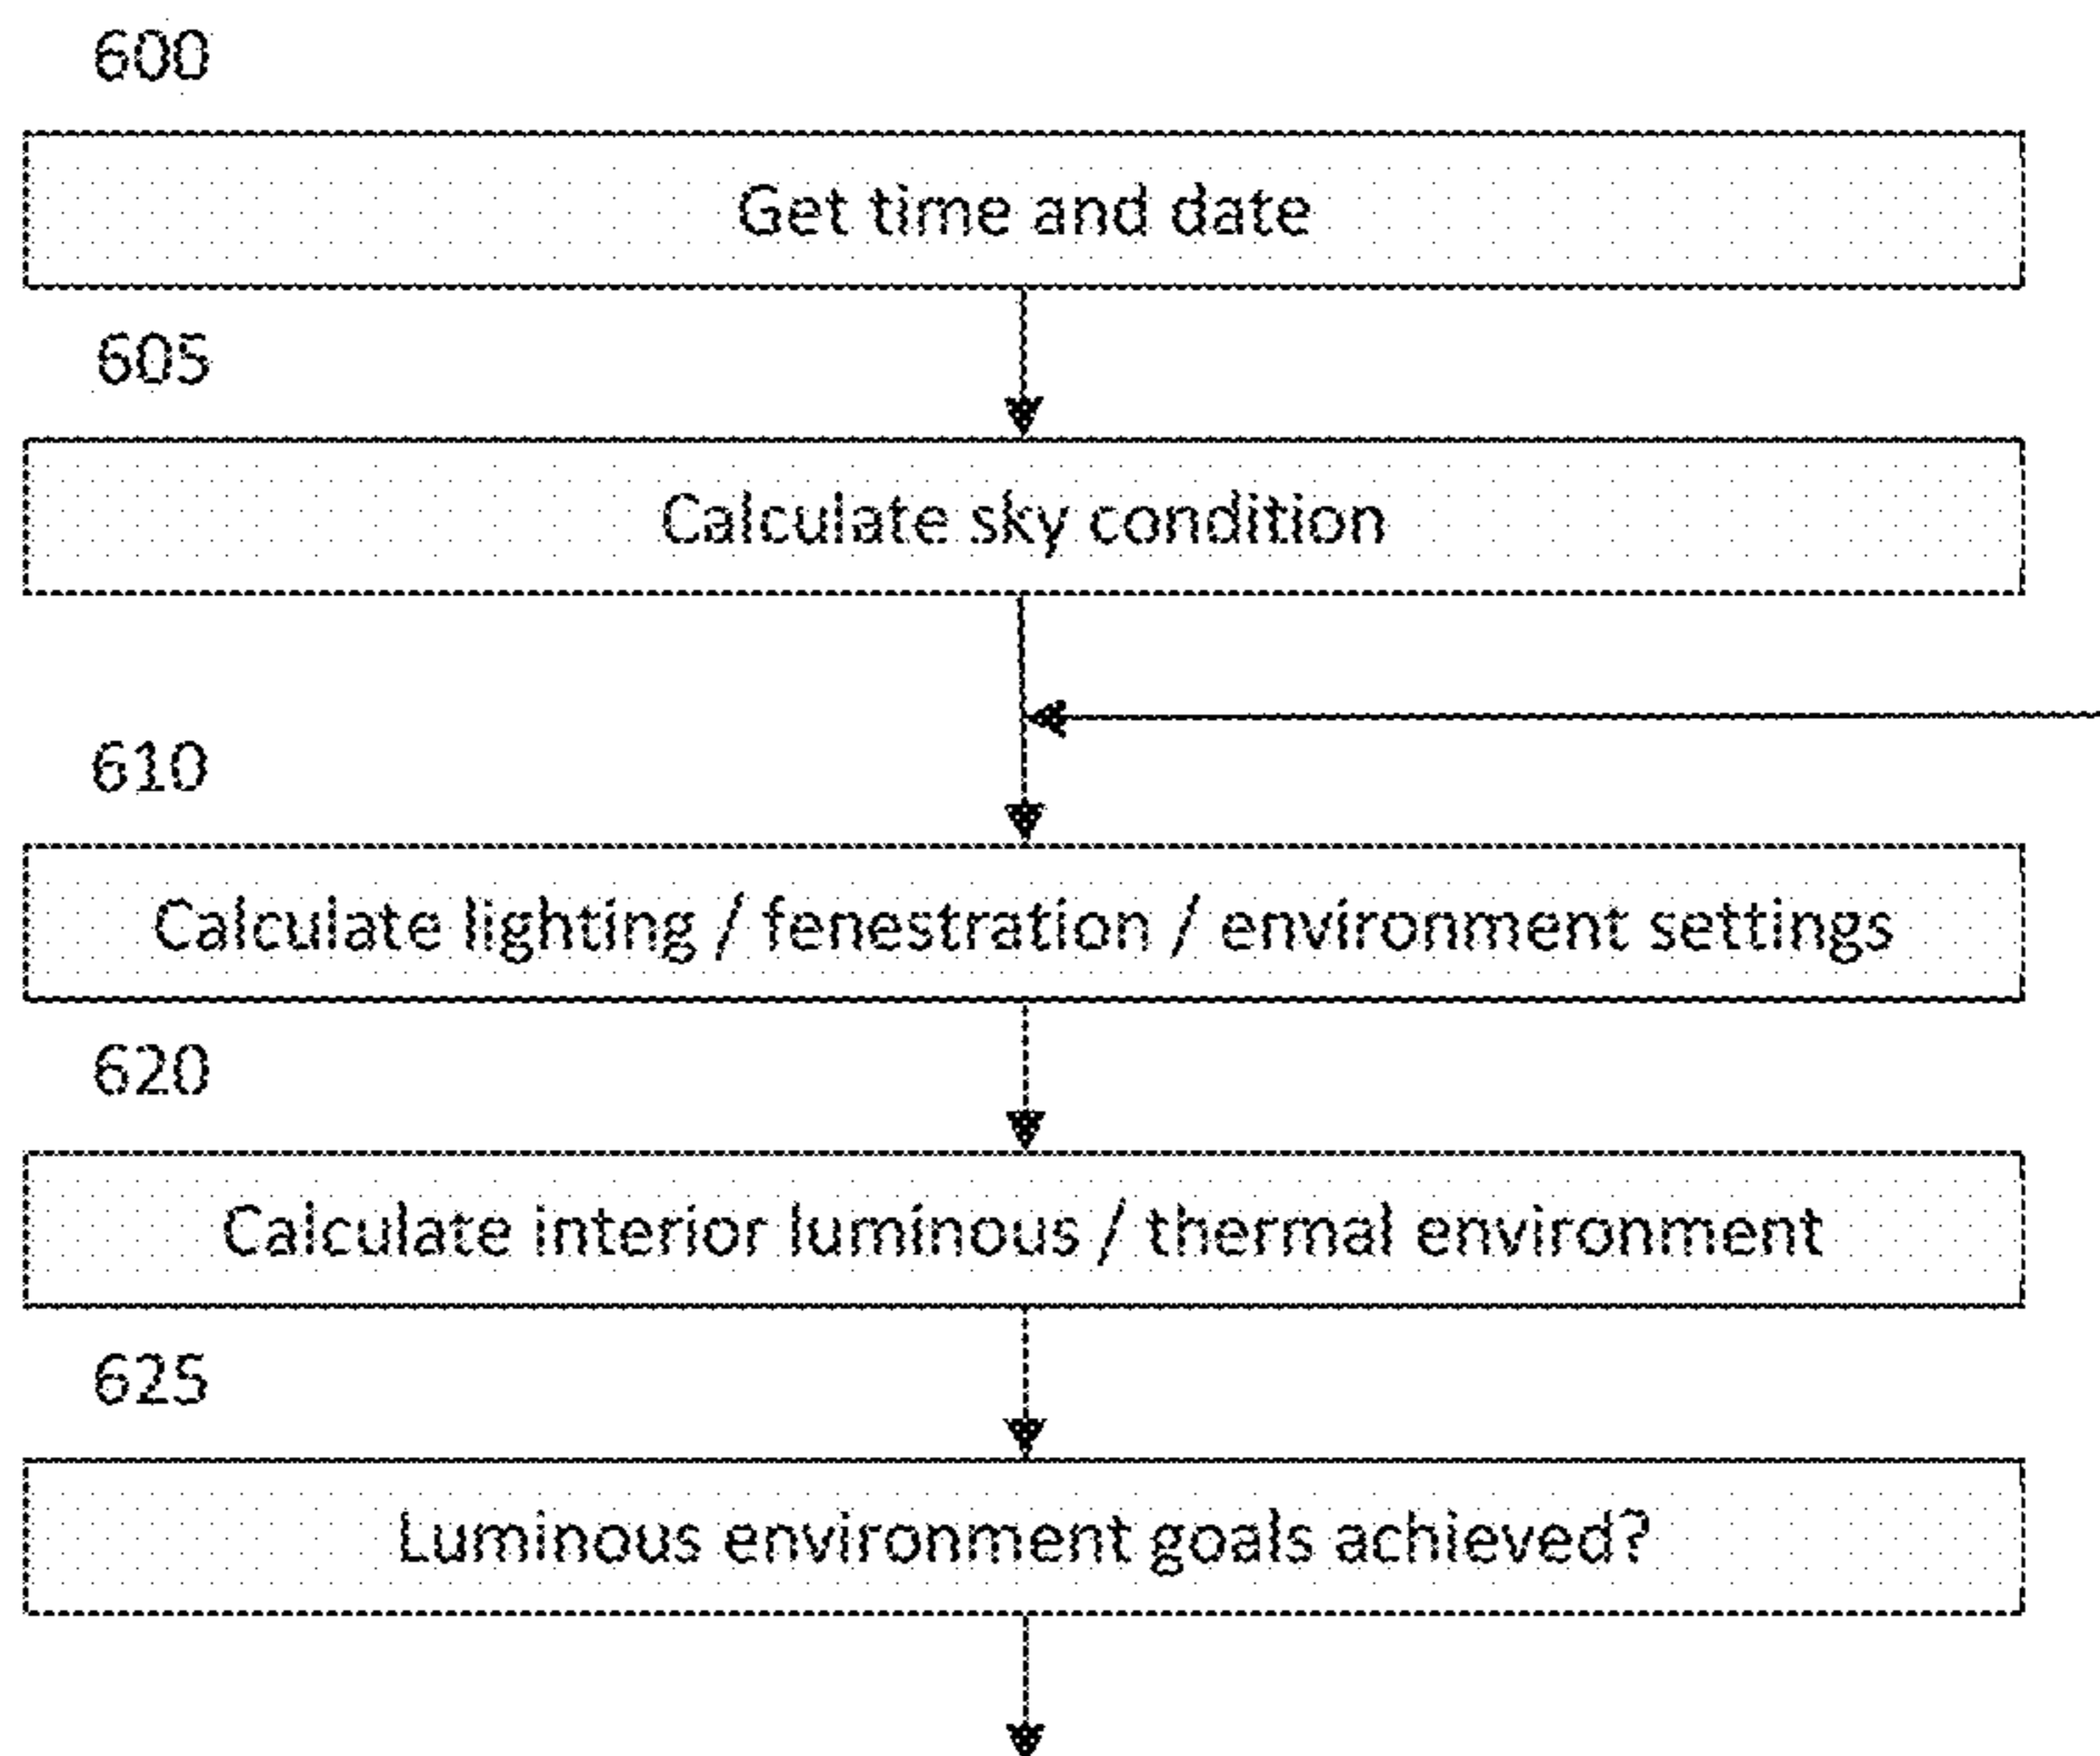 600
Get time and date
605
Calculate sky condition
610
Calculate lighting / fenestration / environment settings
620
Calculate interior luminous / thermal environment
625
Luminous environment goals achieved?